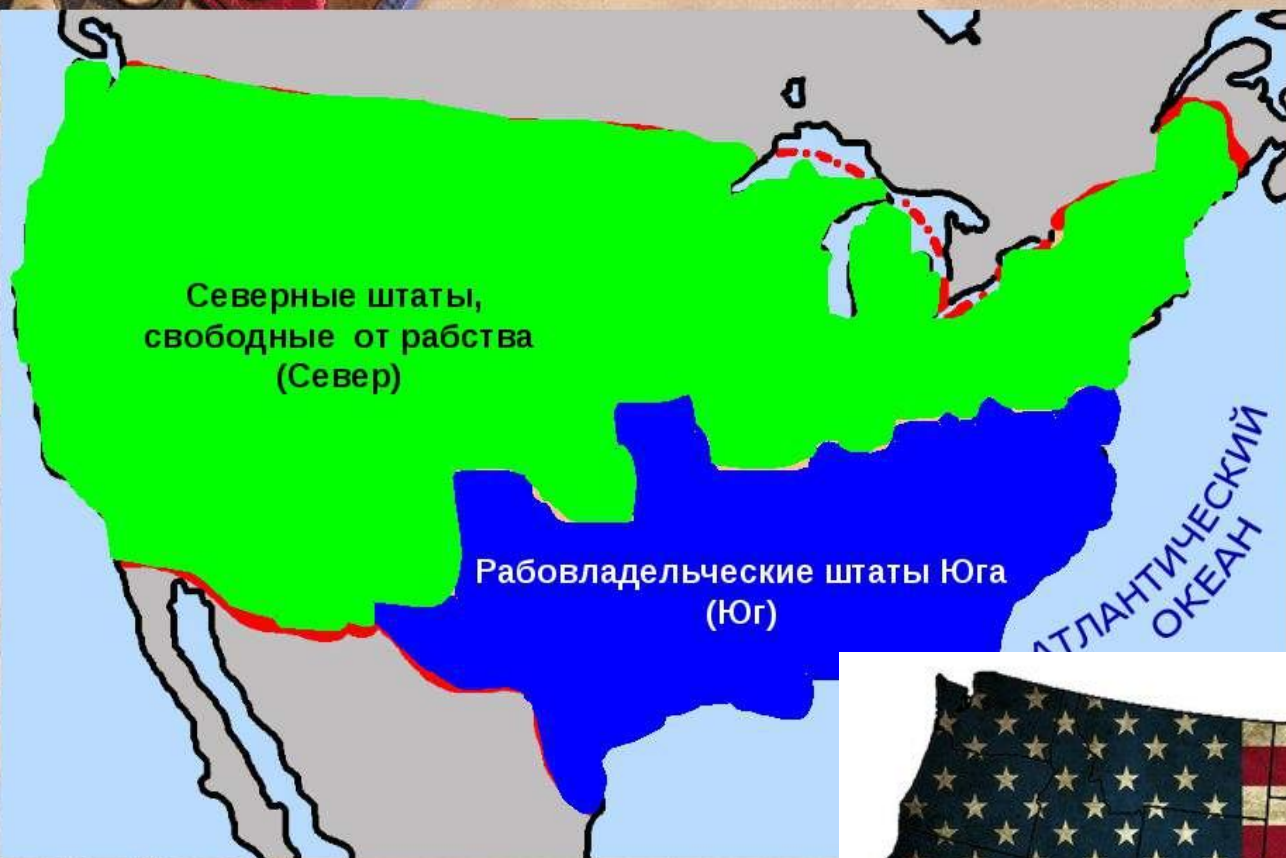 Северные штаты,
свободные от рабства
(Север)
Рабовладельческие штаты Юга
(Юг)
АТЛАНТИЧЕСКИЙ
ОКЕАН